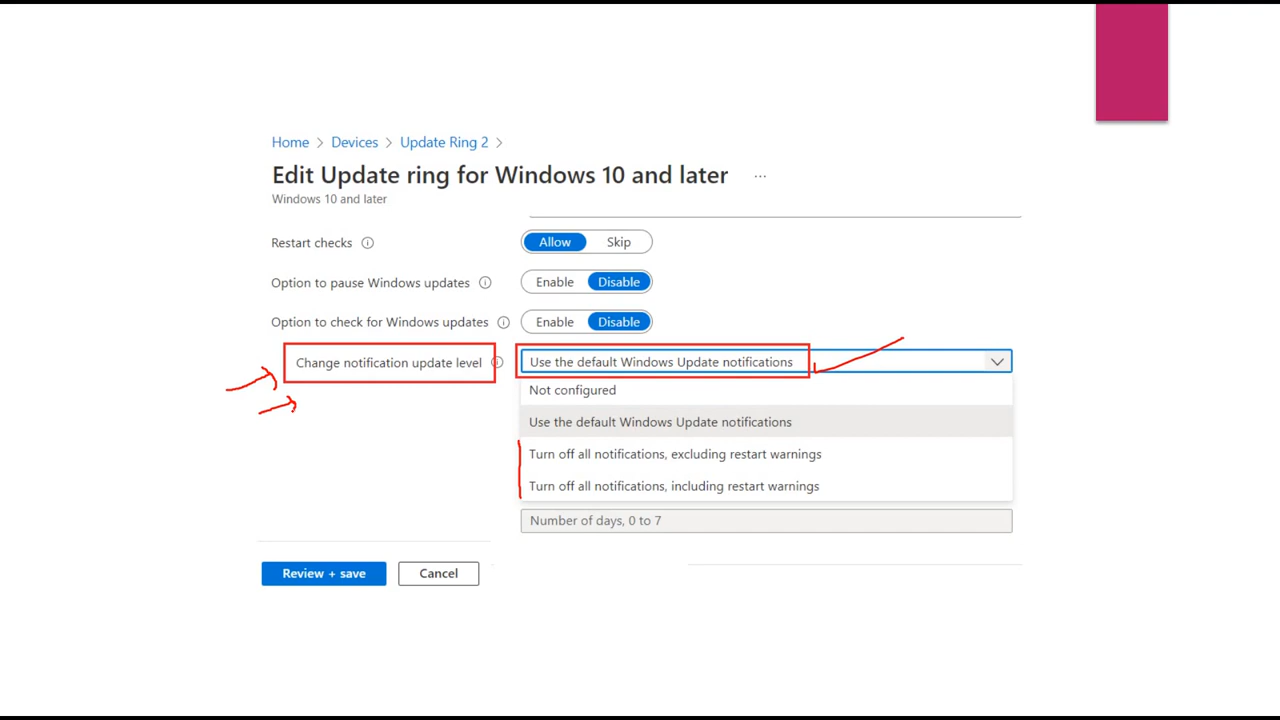 Home > Devices > Update Ring 2 >
Edit Update ring for Windows 10 and later ...
Windows 10 and later
Restart checks Allow Skip
Option to pause Windows updates Enable Disable
Option to check for Windows updates Enable Disable
Change notification update level Use the default Windows Update notifications
Not configured
Use the default Windows Update notifications
Turn off all notifications, excluding restart warnings
Turn off all notifications, including restart warnings
Number of days, 0 to 7
Review + save Cancel